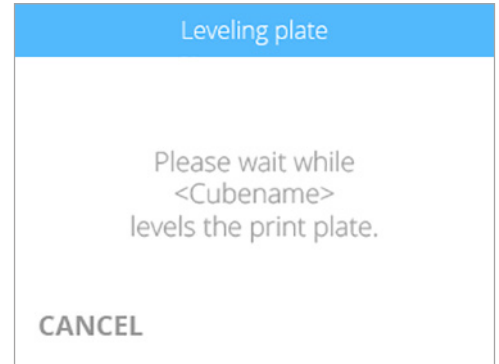 Leveling plate
Please wait while
<Cubename>
levels the print plate.
CANCEL